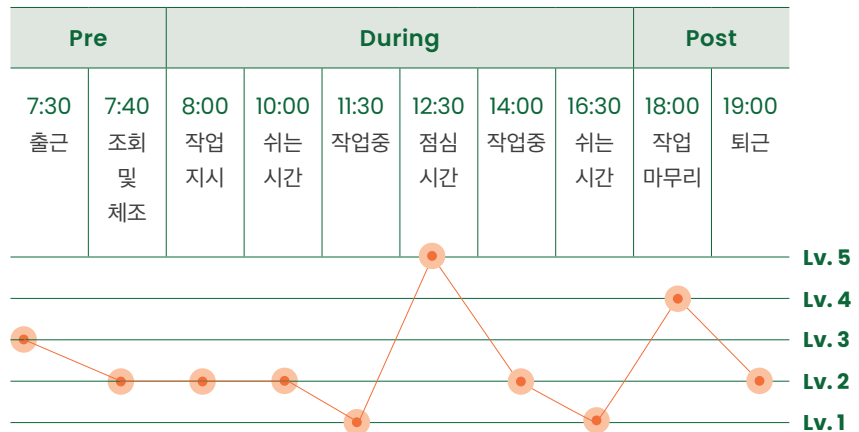 Pre During Post
7:30 7:40 8:00 10:00 11:30 12:30 14:00 16:30 18:00 19:00
출근 조회 작업 쉬는 작업중 점심 작업중 쉬는 작업 퇴근
및 지시 시간 시간 시간 마무리
체조
Lv. 5
Lv. 4
Lv. 3
Lv. 2
Lv. 1